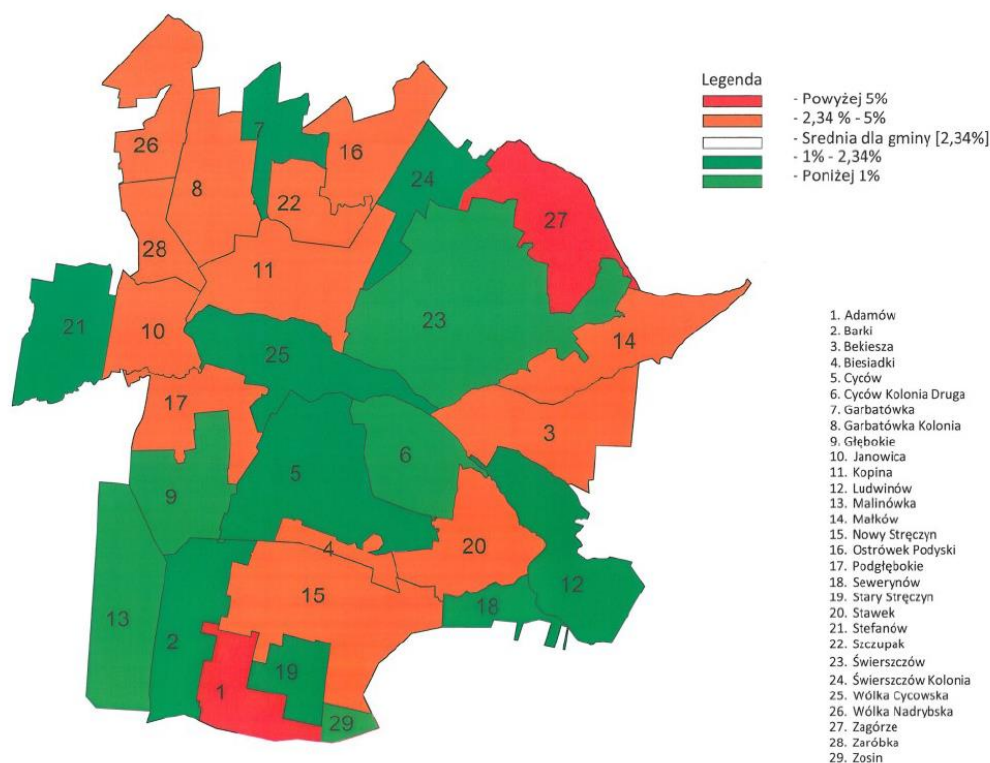 Legenda
- Powyżej 5%
- 2,34 % - 5%
- Srednia dla gminy [2,34%]
- 1% - 2,34%
- Poniżej 1%
26
7
16
8
24
22
27
28
11
21
10
23
14
25
17
3
5
6
9
4
20
15
12
18
13
2
19
1
29
1. Adamów
2. Barki
3. Bekiesza
4. Biesiadki
5. Cyców
6. Cyców Kolonia Druga
7. Garbatówka
8. Garbatówka Kolonia
9. Głębokie
10. Janowica
11. Kopina
12. Ludwinów
13. Malinówka
14. Małków
15. Nowy Stręczyn
16. Ostrówek Podyski
17. Podgłębokie
18. Sewerynów
19. Stary Stręczyn
20. Stawek
21. Stefanów
22. Szczupak
23. Świerszczów
24. Świerszczów Kolonia
25. Wólka Cycowska
26. Wólka Nadrybska
27. Zagórze
28. Zaróbka
29. Zosin